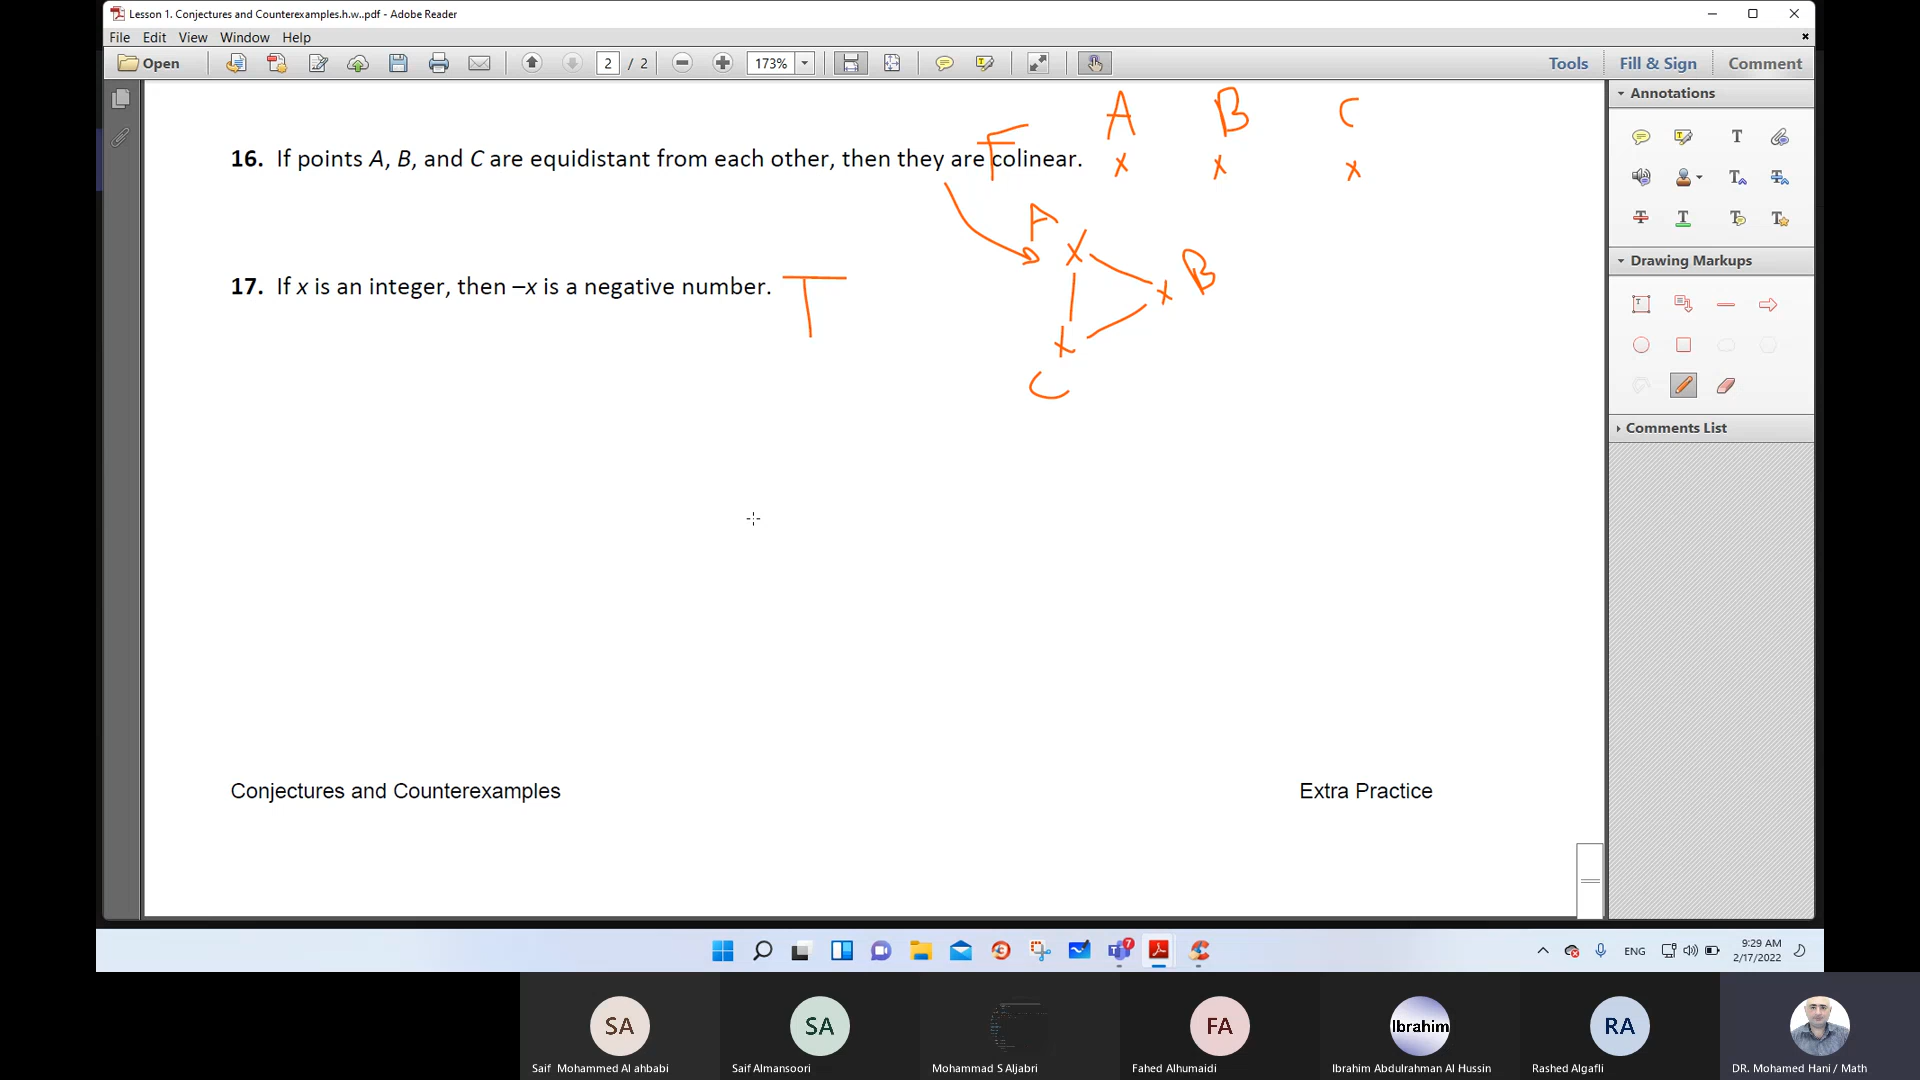 Lesson 1. Conjectures and Counterexamples.h.w..pdf - Adobe Reader
File Edit View Window Help
Open 2 / 2 173% Tools Fill & Sign Comment
Annotations
A B C
F
16. If points A, B, and C are equidistant from each other, then they are colinear. x x x
A
x
B
x
17. If x is an integer, then –x is a negative number. T
x
C
Drawing Markups
Comments List
Conjectures and Counterexamples Extra Practice
7
ENG
9:29 AM
2/17/2022
SA SA FA Ibrahim RA
Saif Mohammed Al ahbabi Saif Almansoori Mohammad S Aljabri Fahed Alhumaidi Ibrahim Abdulrahman Al Hussin Rashed Algafli DR. Mohamed Hani / Math